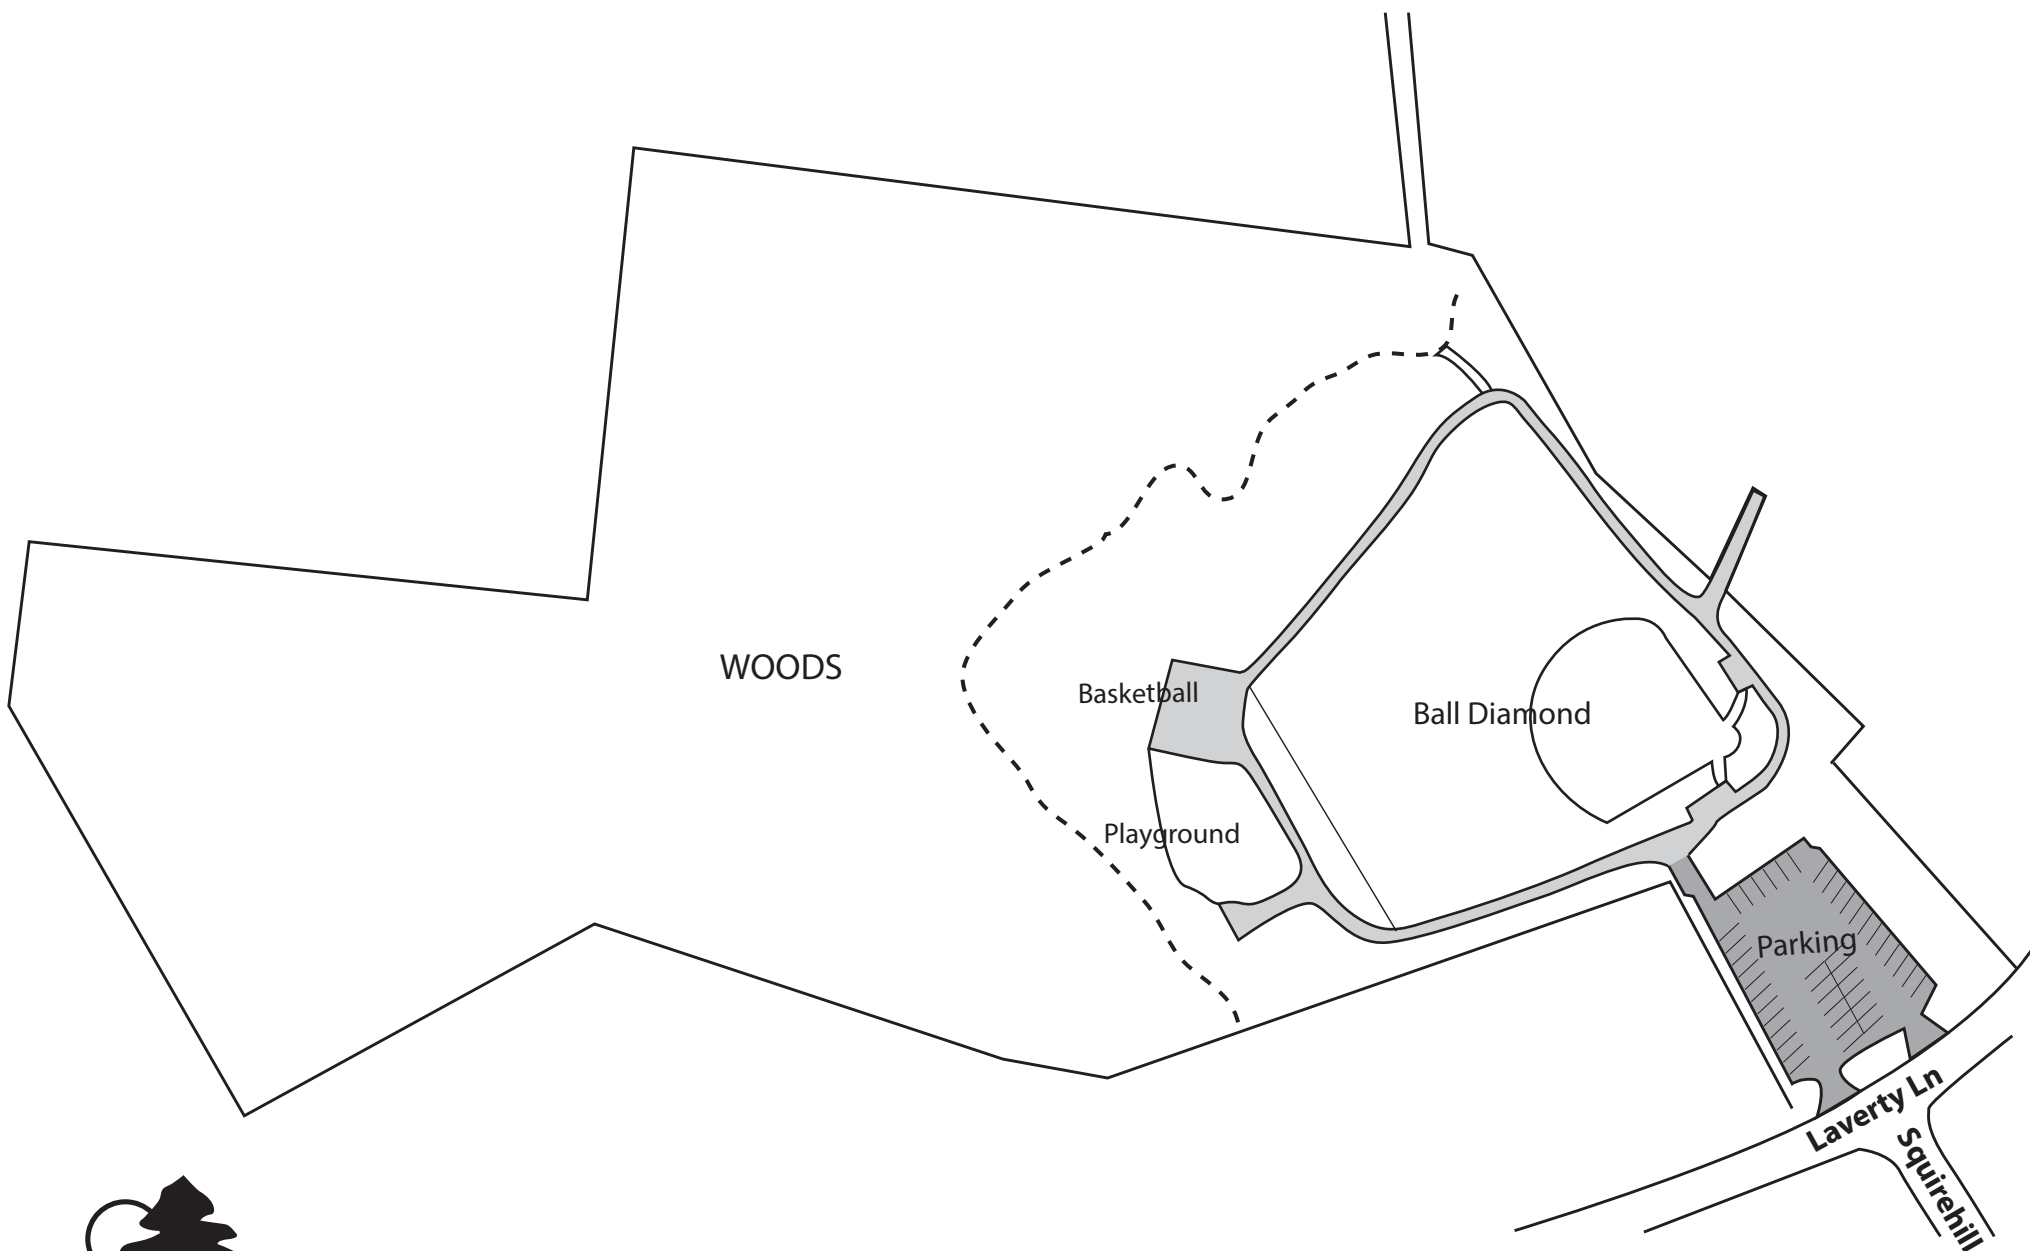 WOODS
Basketball
Ball Diamond
Playground
Parking
Laverty Ln
Squirehill